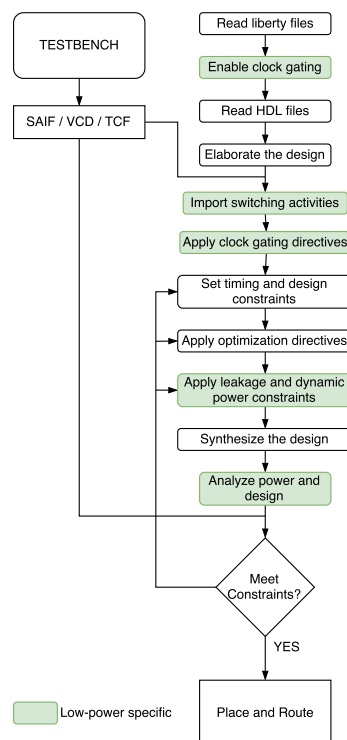 TESTBENCH
SAIF / VCD / TCF
Read liberty files
Enable clock gating
Read HDL files
Elaborate the design
Import switching activities
Apply clock gating directives
Set timing and design
constraints
Apply optimization directives
Apply leakage and dynamic
power constraints
Synthesize the design
Analyze power and
design
Meet
Constraints?
YES
Place and Route
Low-power specific